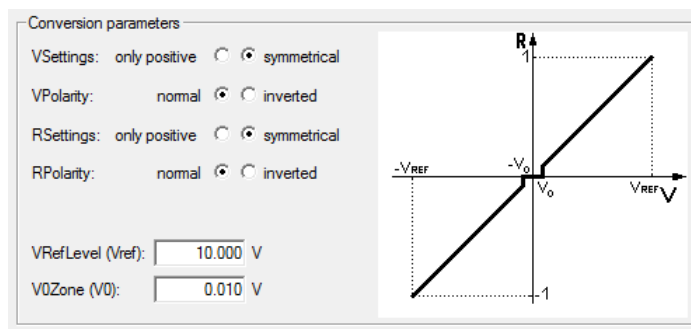 Conversion parameters
VSettings: only positive symmetrical
VPolarity: normal inverted
RSettings: only positive symmetrical
RPolarity: normal inverted
VRefLevel (Vref): 10.000 V
V0Zone (V0): 0.010 V
R
1
-VREF
-V0
V0
VREF
V
-1